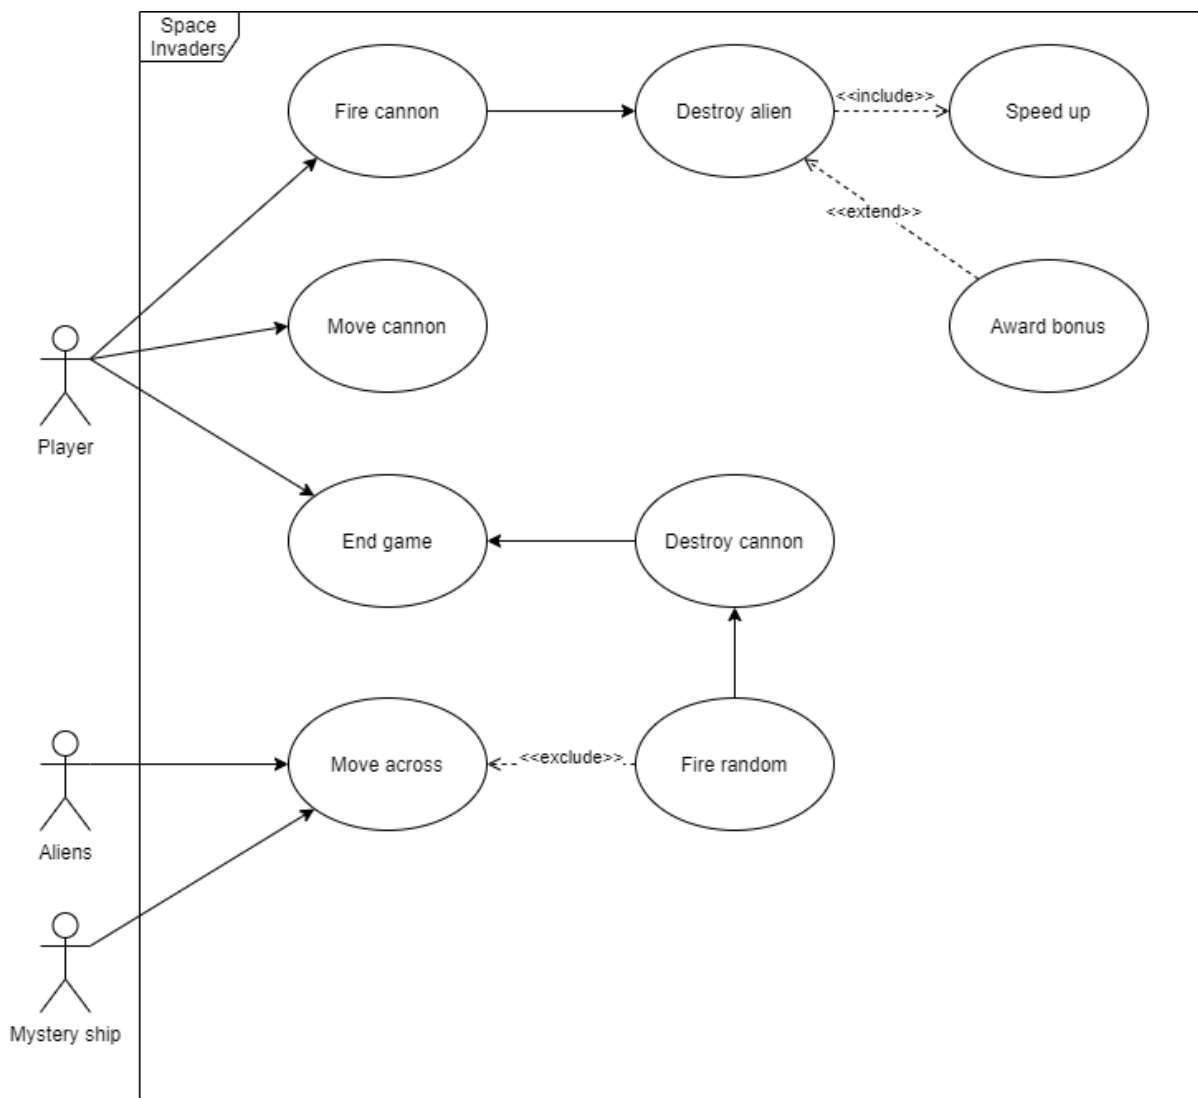 Space
Invaders
Fire cannon
Destroy alien
<<include>>
Speed up
<<extend>>
Move cannon
Award bonus
Player
End game
Destroy cannon
Move across
<<exclude>>
Fire random
Aliens
Mystery ship